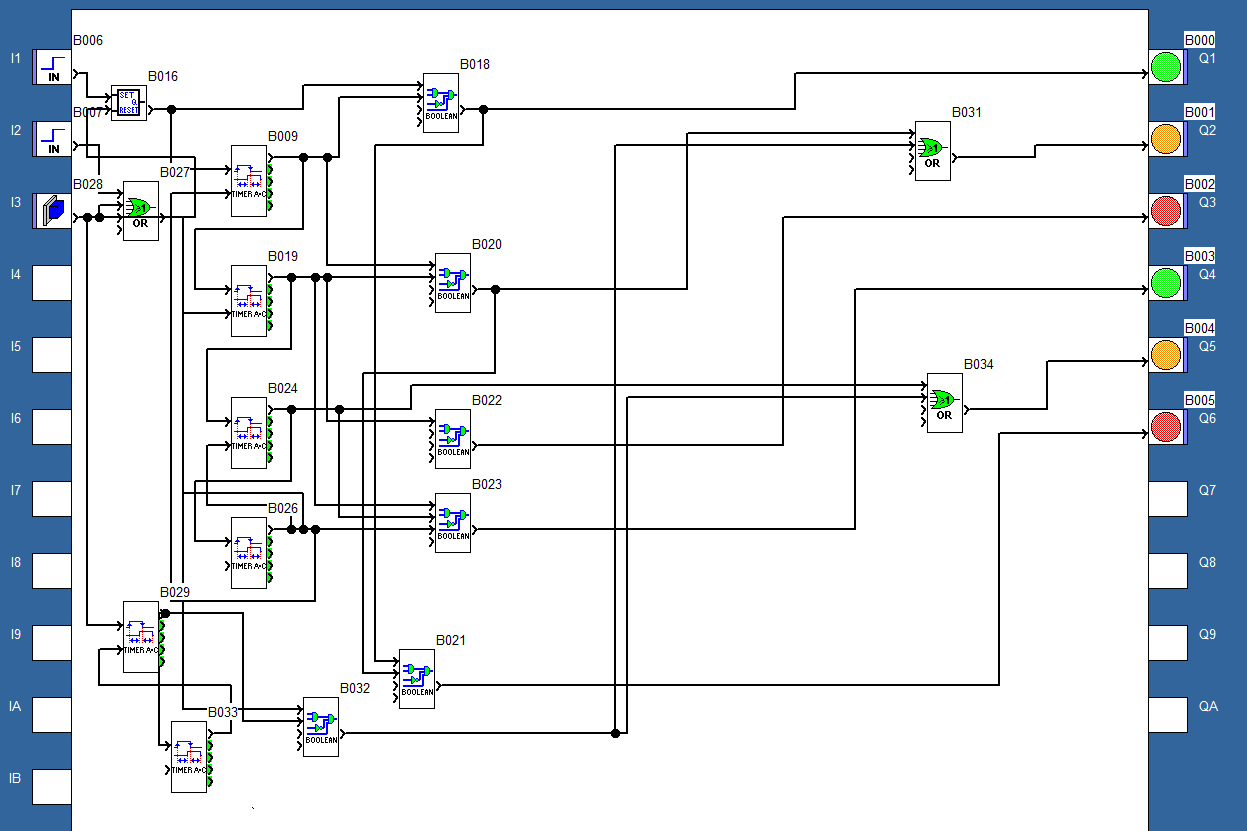 B006
I1
IN
B016
SET
Q
RESET
B018
BOOLEAN
B000
Q1
B007
I2
IN
B009
TIMER A•C
B031
OR
B001
Q2
B028
I3
B027
OR
B002
Q3
I4
B019
TIMER A•C
B020
BOOLEAN
B003
Q4
I5
B004
Q5
I6
B024
TIMER A•C
B022
BOOLEAN
B034
OR
B005
Q6
I7
B026
TIMER A•C
B023
BOOLEAN
Q7
I8
Q8
I9
B029
TIMER A•C
B021
BOOLEAN
Q9
IA
B033
TIMER A•C
B032
BOOLEAN
QA
IB